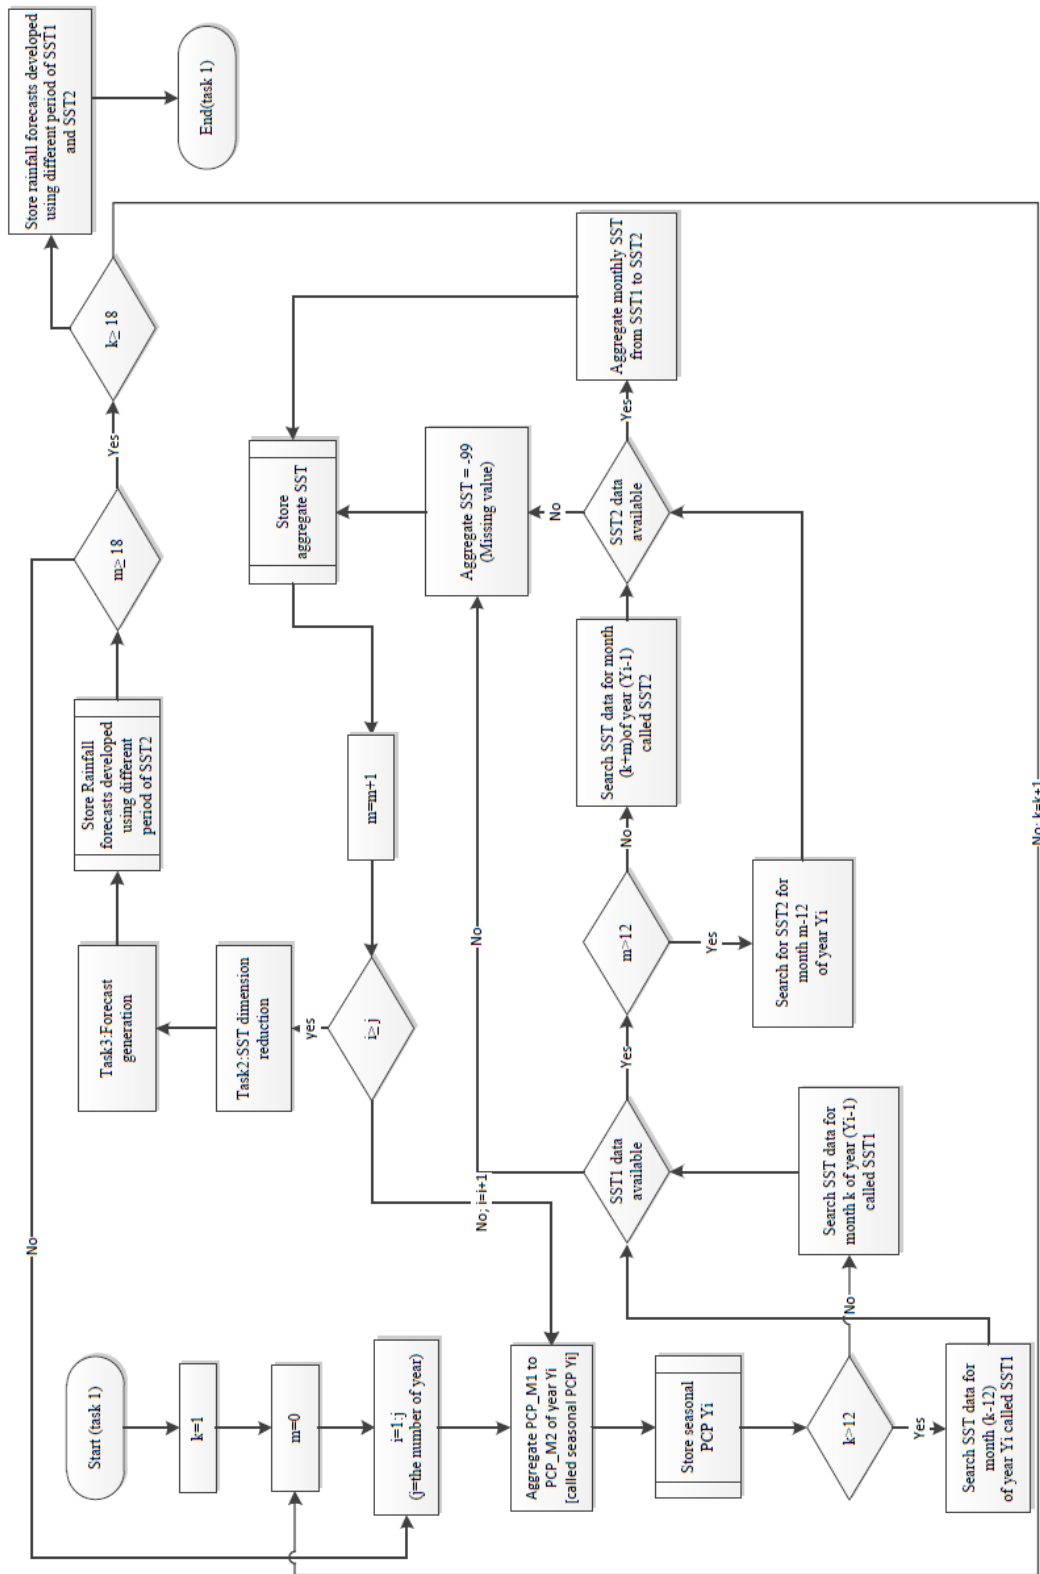 Start (task 1)
k=1
m=0
i=1:j
(j=the number of year)
Aggregate PCP_M1 to
PCP_M2 of year Yi
[called seasonal PCP Yi]
Store seasonal
PCP Yi
k>12
Yes
Search SST data for
month (k-12)
of year Yi called SST1
No
Search SST data for
month k of year (Yi-1)
called SST1
SST1 data
available
No
Yes
m>12
Yes
Search for SST2 for
month m-12
of year Yi
No
Search SST data for month
(k+m)of year (Yi-1)
called SST2
SST2 data
available
No
Aggregate SST = -99
(Missing value)
Yes
Aggregate monthly SST
from SST1 to SST2
Store
aggregate SST
m=m+1
i≥ j
No; i=i+1
yes
Task2:SST dimension
reduction
Task3:Forecast
generation
Store Rainfall
forecasts developed
using different
period of SST2
m≥ 18
No
Yes
k≥ 18
No; k=k+1
Store rainfall forecasts developed
using different period of SST1
and SST2
End(task 1)